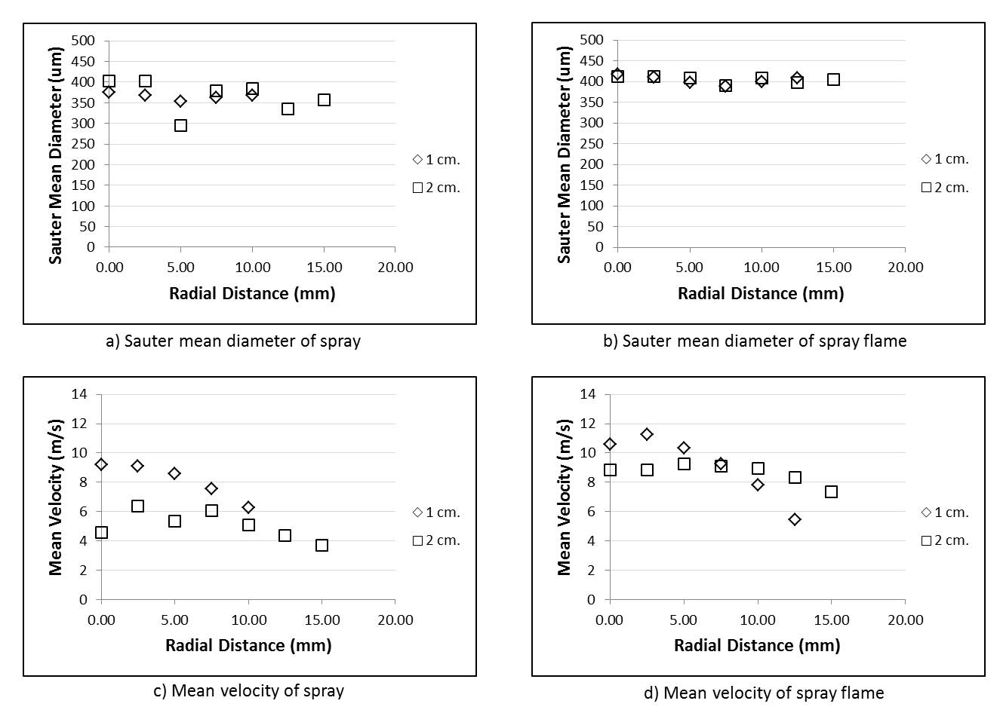 500
450
400
350
300
250
200
150
100
50
0
0.00 5.00 10.00 15.00 20.00
Sauter Mean Diameter (um)
Radial Distance (mm)
1 cm.
2 cm.
a) Sauter mean diameter of spray
500
450
400
350
300
250
200
150
100
50
0
0.00 5.00 10.00 15.00 20.00
Sauter Mean Diameter (um)
Radial Distance (mm)
1 cm.
2 cm.
b) Sauter mean diameter of spray flame
14
12
10
8
6
4
2
0
0.00 5.00 10.00 15.00 20.00
Mean Velocity (m/s)
Radial Distance (mm)
1 cm.
2 cm.
c) Mean velocity of spray
14
12
10
8
6
4
2
0
0.00 5.00 10.00 15.00 20.00
Mean Velocity (m/s)
Radial Distance (mm)
1 cm.
2 cm.
d) Mean velocity of spray flame